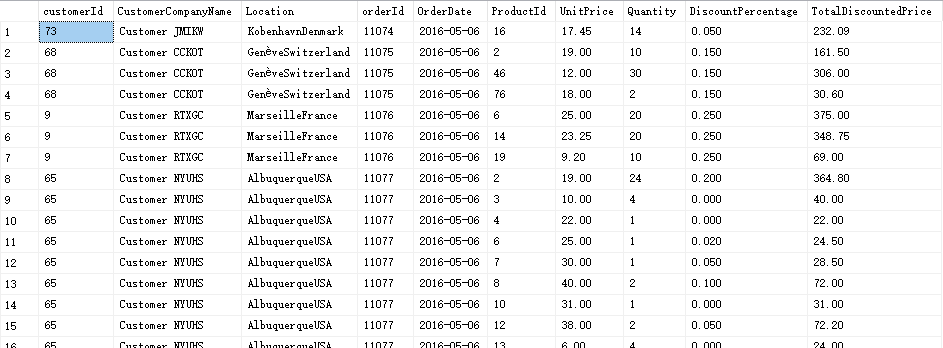 customerId CustomerCompanyName Location orderId OrderDate ProductId UnitPrice Quantity DiscountPercentage TotalDiscountedPrice
1 73 Customer JMIKW KobenhavnDenmark 11074 2016-05-06 16 17.45 14 0.050 232.09
2 68 Customer CCKOT GenèveSwitzerland 11075 2016-05-06 2 19.00 10 0.150 161.50
3 68 Customer CCKOT GenèveSwitzerland 11075 2016-05-06 46 12.00 30 0.150 306.00
4 68 Customer CCKOT GenèveSwitzerland 11075 2016-05-06 76 18.00 2 0.150 30.60
5 9 Customer RTXGC MarseilleFrance 11076 2016-05-06 6 25.00 20 0.250 375.00
6 9 Customer RTXGC MarseilleFrance 11076 2016-05-06 14 23.25 20 0.250 348.75
7 9 Customer RTXGC MarseilleFrance 11076 2016-05-06 19 9.20 10 0.250 69.00
8 65 Customer NYUHS AlbuquerqueUSA 11077 2016-05-06 2 19.00 24 0.200 364.80
9 65 Customer NYUHS AlbuquerqueUSA 11077 2016-05-06 3 10.00 4 0.000 40.00
10 65 Customer NYUHS AlbuquerqueUSA 11077 2016-05-06 4 22.00 1 0.000 22.00
11 65 Customer NYUHS AlbuquerqueUSA 11077 2016-05-06 6 25.00 1 0.020 24.50
12 65 Customer NYUHS AlbuquerqueUSA 11077 2016-05-06 7 30.00 1 0.050 28.50
13 65 Customer NYUHS AlbuquerqueUSA 11077 2016-05-06 8 40.00 2 0.100 72.00
14 65 Customer NYUHS AlbuquerqueUSA 11077 2016-05-06 10 31.00 1 0.000 31.00
15 65 Customer NYUHS AlbuquerqueUSA 11077 2016-05-06 12 38.00 2 0.050 72.20
16 65 Customer NYUHS AlbuquerqueUSA 11077 2016-05-06 13 6.00 4 0.000 24.00